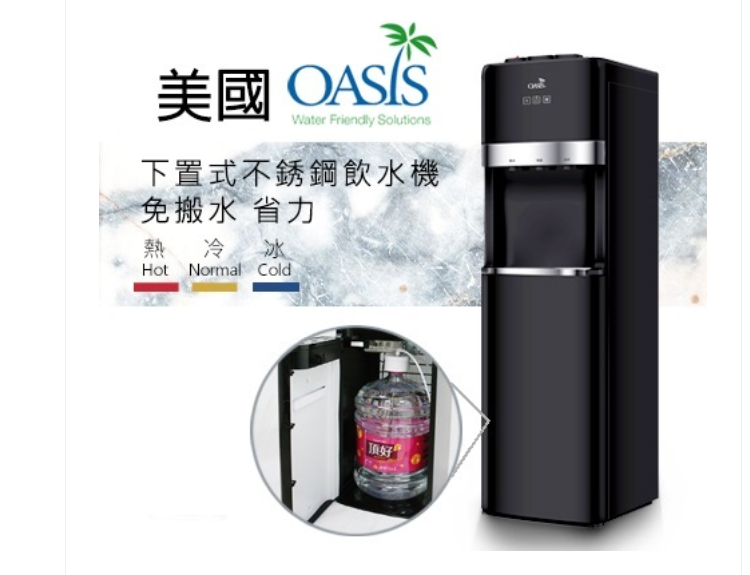 美國 OASIS
Water Friendly Solutions
OASIS
下置式不銹鋼飲水機
免搬水 省力
熱 冷 冰
Hot Normal Cold
頂好